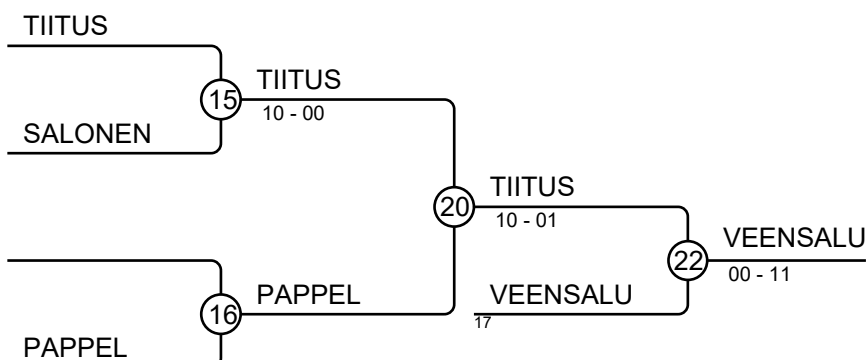 TIITUS
15
TIITUS
10 - 00
SALONEN
20
TIITUS
10 - 01
22
VEENSALU
00 - 11
16
PAPPEL
VEENSALU
17
PAPPEL